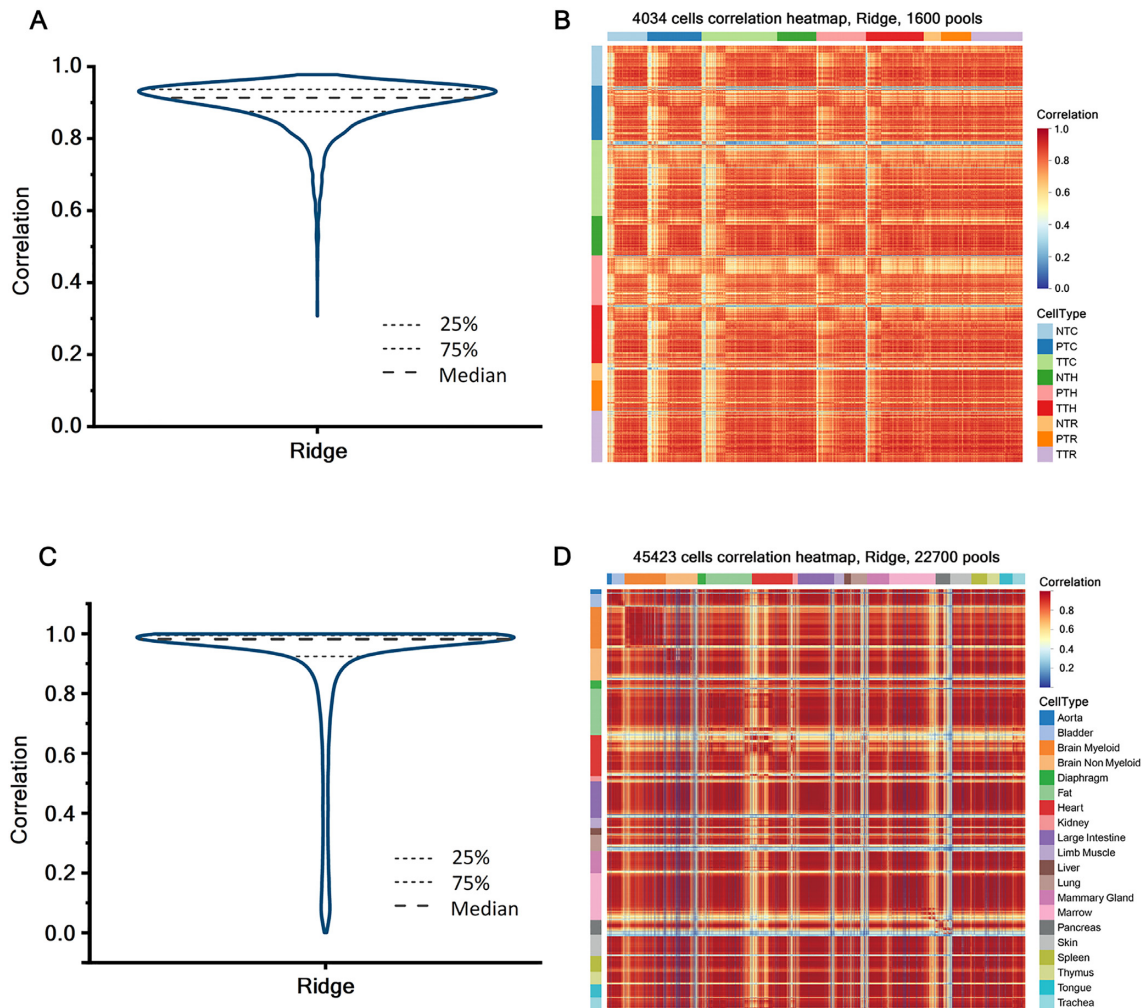 A
1.0
0.8
0.6
0.4
0.2
0.0
Correlation
25%
75%
Median
Ridge
B
4034 cells correlation heatmap, Ridge, 1600 pools
Correlation
1.0
0.8
0.6
0.4
0.2
0.0
CellType
NTC
PTC
TTC
NTH
PTH
TTH
NTR
PTR
TTR
C
1.0
0.8
0.6
0.4
0.2
0.0
Correlation
25%
75%
Median
Ridge
D
45423 cells correlation heatmap, Ridge, 22700 pools
Correlation
0.8
0.6
0.4
0.2
CellType
Aorta
Bladder
Brain Myeloid
Brain Non Myeloid
Diaphragm
Fat
Heart
Kidney
Large Intestine
Limb Muscle
Liver
Lung
Mammary Gland
Marrow
Pancreas
Skin
Spleen
Thymus
Tongue
Trachea